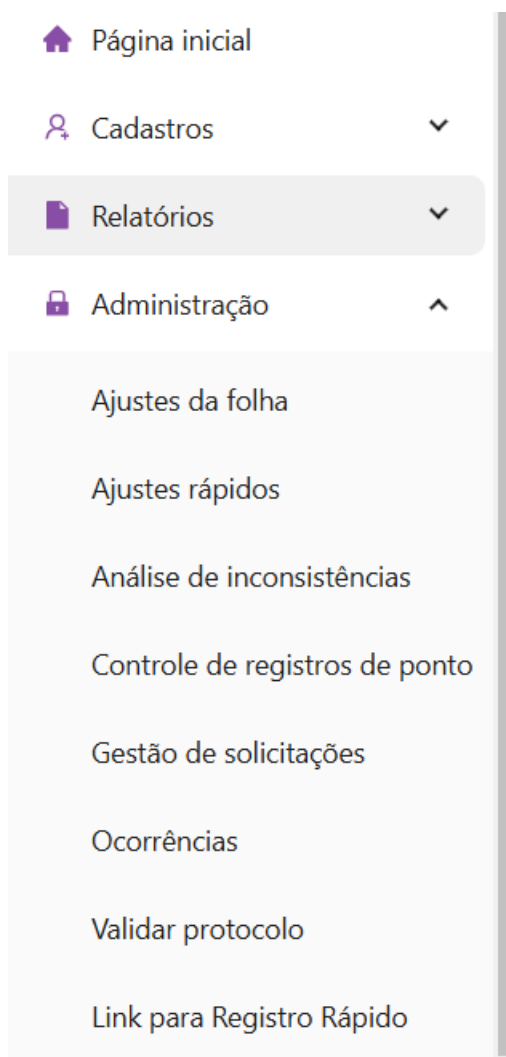 Página inicial
Cadastros
Relatórios
Administração
Ajustes da folha
Ajustes rápidos
Análise de inconsistências
Controle de registros de ponto
Gestão de solicitações
Ocorrências
Validar protocolo
Link para Registro Rápido